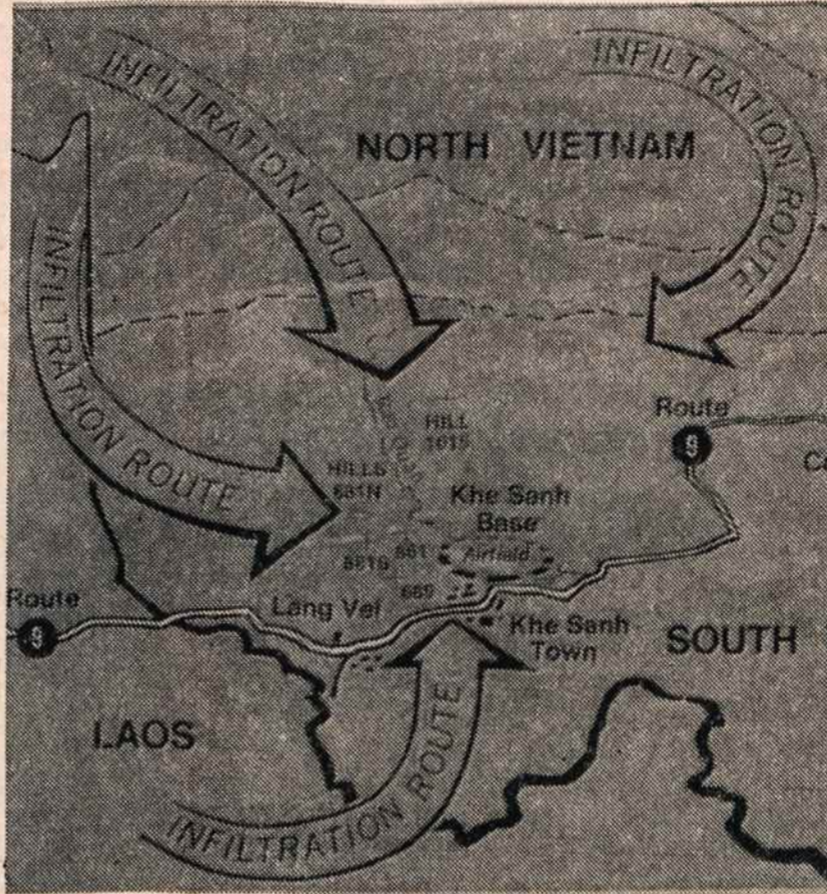 INFILTRATION ROUTE
INFILTRATION ROUTE
NORTH VIETNAM
INFILTRATION ROUTE
HILL
1015
Route
9
HILLS
881N
Khe Sanh
Base
Airfield
881S
861
689
Route
9
Lang Vei
Khe Sanh
Town
SOUTH
LAOS
INFILTRATION ROUTE